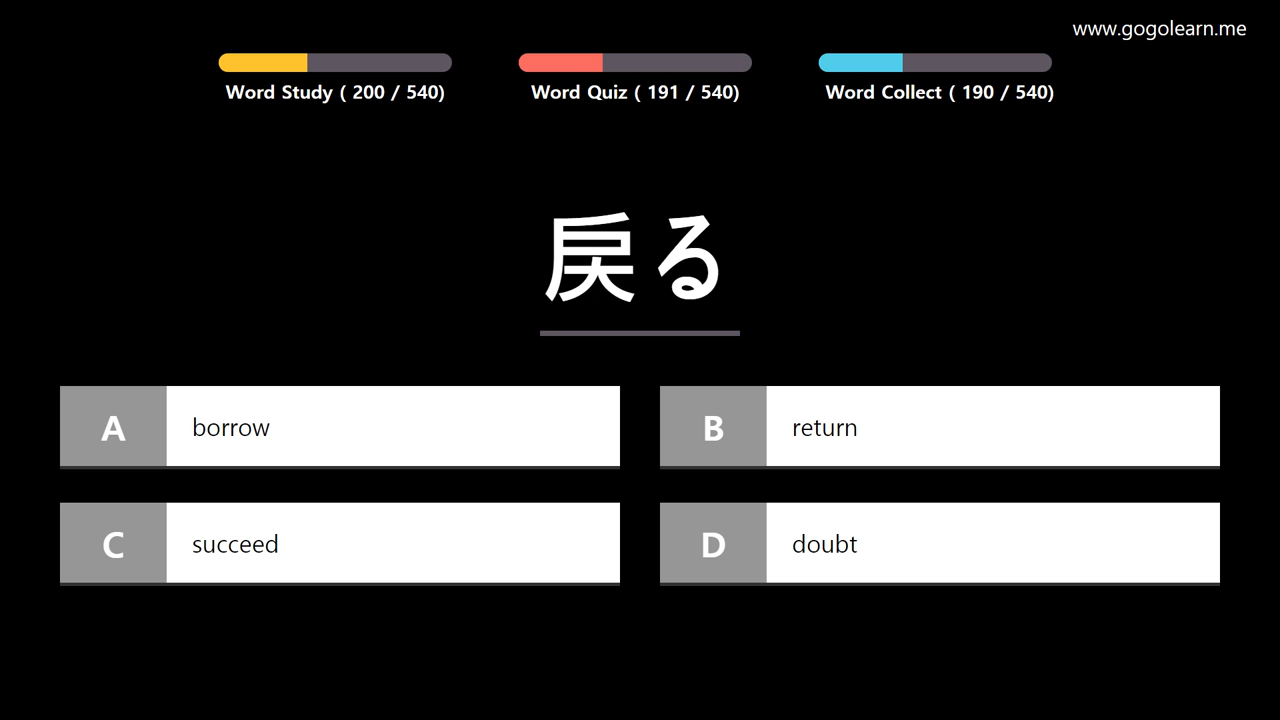 www.gogolearn.me
Word Study ( 200 / 540)
Word Quiz ( 191 / 540)
Word Collect ( 190 / 540)
戻る
A borrow
B return
C succeed
D doubt